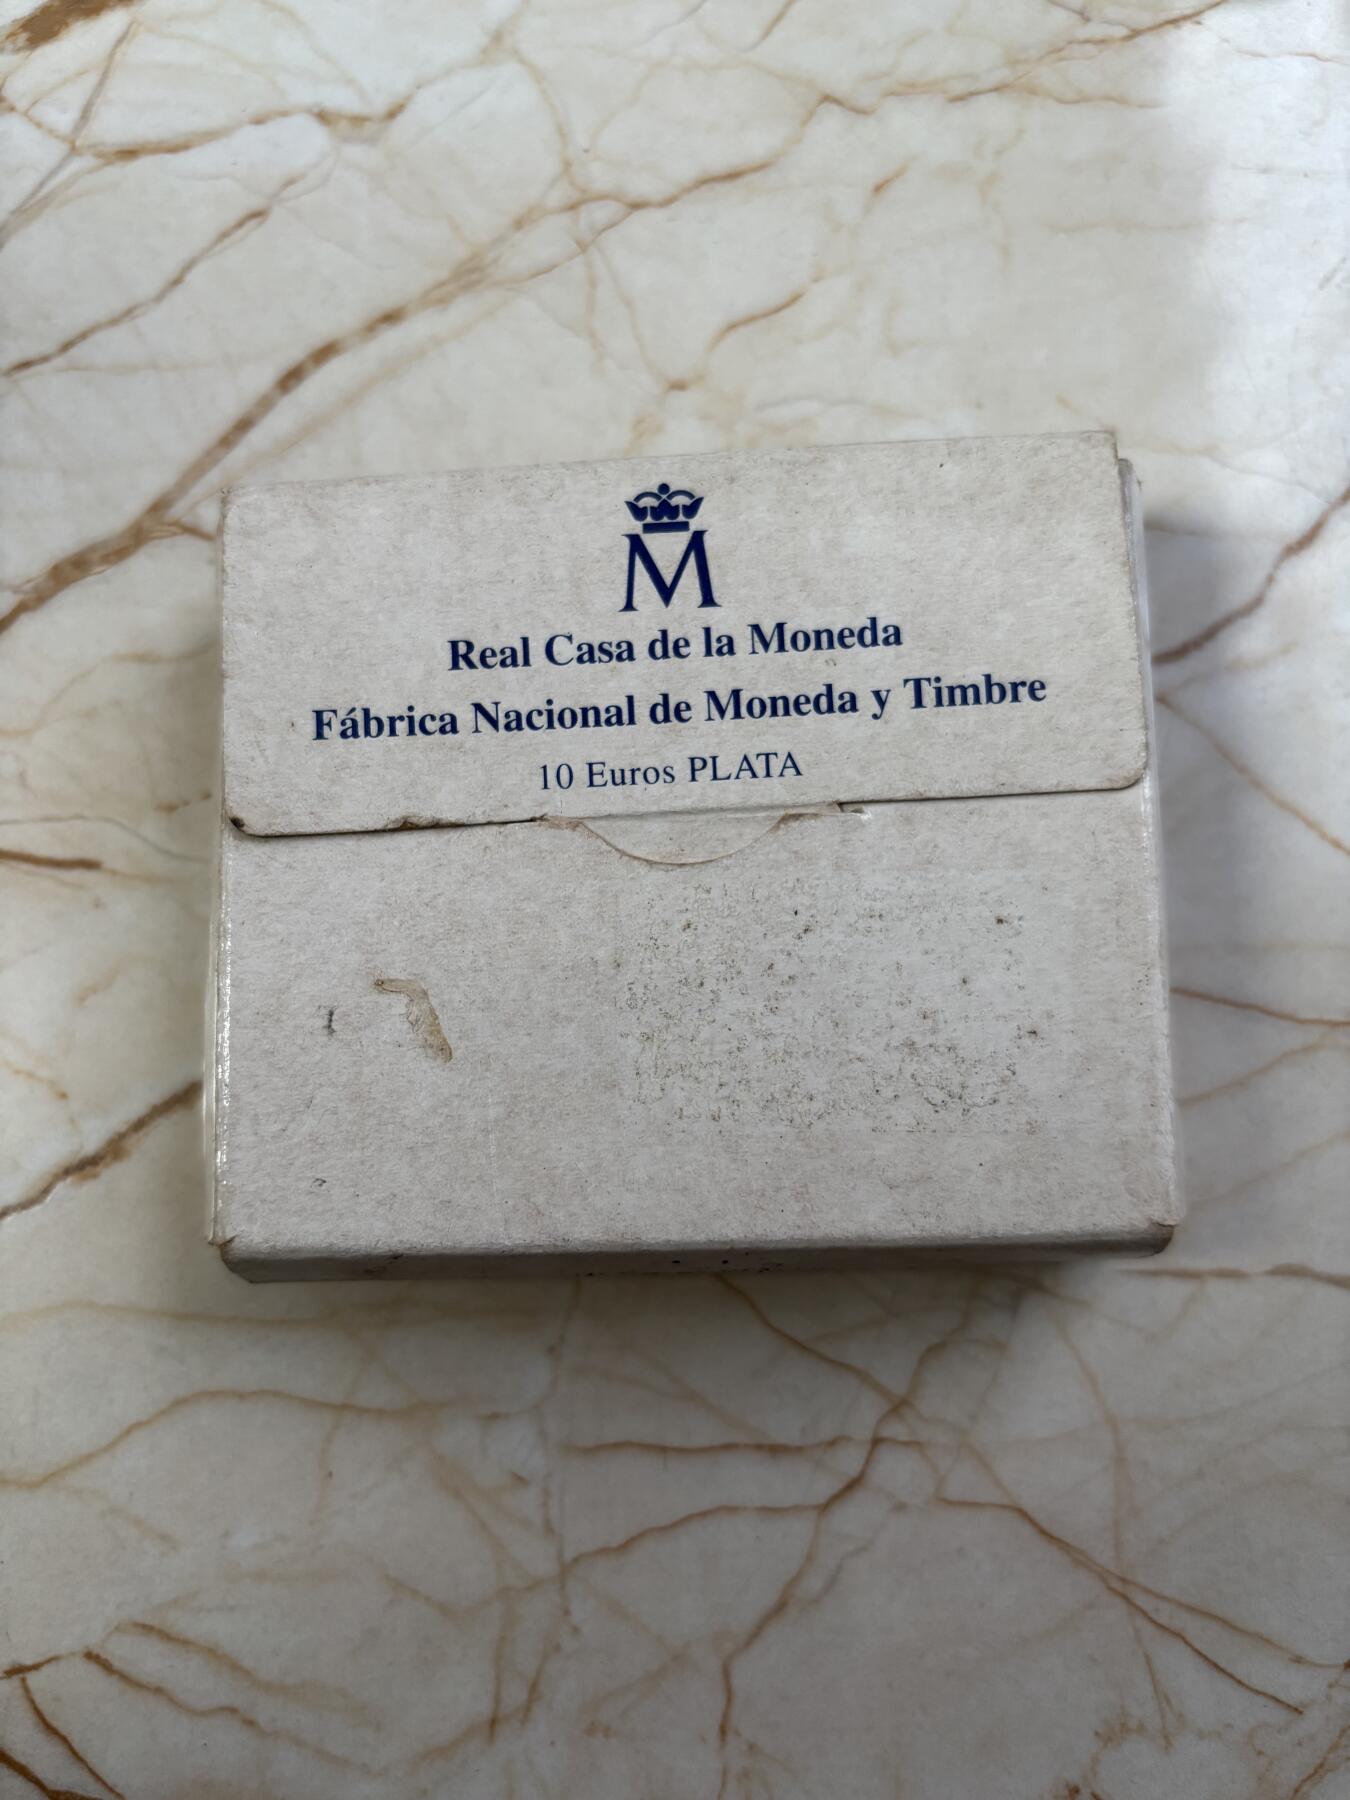 M
Real Casa de la Moneda
Fábrica Nacional de Moneda y Timbre
10 Euros PLATA